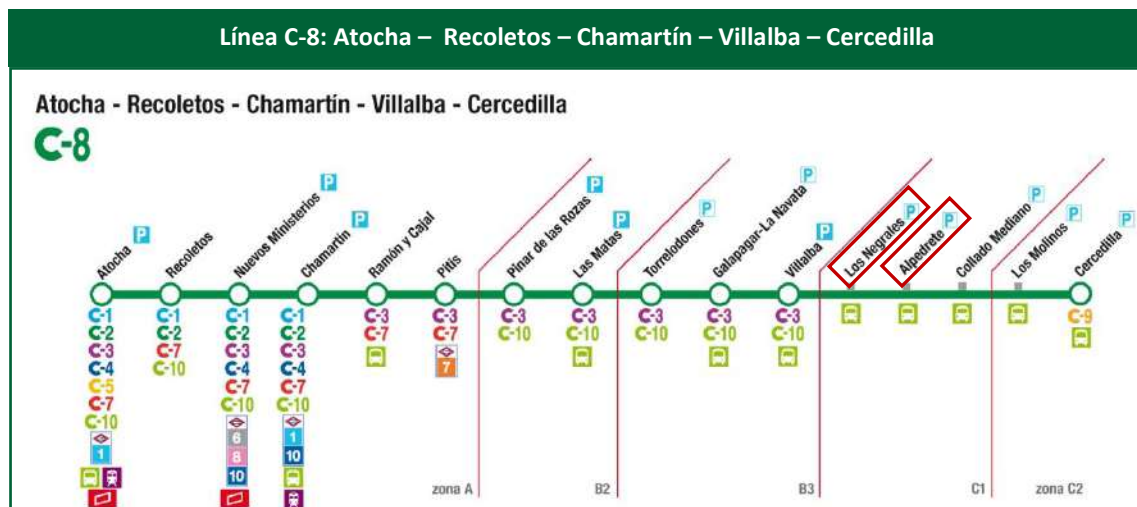 Línea C-8: Atocha – Recoletos – Chamartín – Villalba – Cercedilla
Atocha - Recoletos - Chamartín - Villalba - Cercedilla
C-8
Atocha P
Recoletos
Nuevos Ministerios P
Chamartín P
Ramón y Cajal
Pitis
Pinar de las Rozas P
Las Matas P
Torrelodones P
Galapagar-La Navata P
Villalba P
Los Negrales P
Alpedrete P
Collado Mediano P
Los Molinos P
Cercedilla P
C-1 C-1 C-1 C-1 C-3 C-3 C-3 C-3 C-3 C-3 C-3 C-9
C-2 C-2 C-2 C-2 C-7 C-7 C-10 C-10 C-10 C-10 C-10
C-3 C-7 C-3 C-3 7
C-4 C-10 C-4 C-4
C-5 C-7 C-7
C-7 C-10 C-10
C-10 6 1
1 8 10
10
zona A B2 B3 C1 zona C2